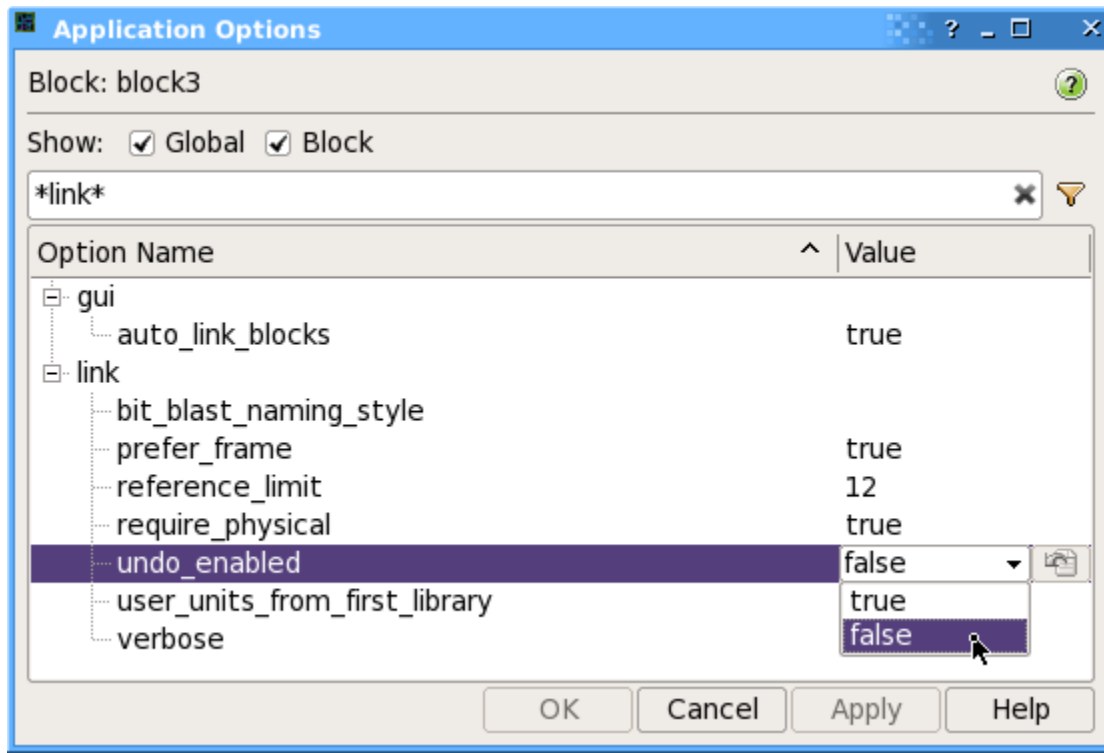 Application Options
Block: block3
Show: Global Block
*link*
Option Name Value
gui
auto_link_blocks true
link
bit_blast_naming_style
prefer_frame true
reference_limit 12
require_physical true
undo_enabled false
user_units_from_first_library true
verbose false
OK Cancel Apply Help